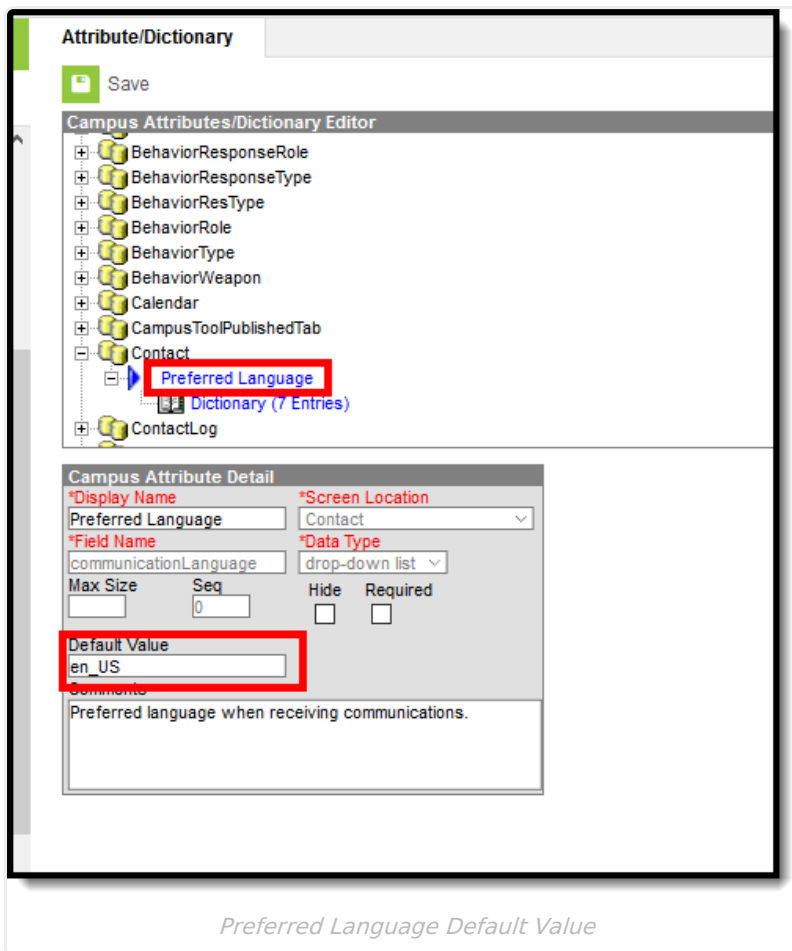 Attribute/Dictionary
Save
Campus Attributes/Dictionary Editor
BehaviorResponseRole
BehaviorResponseType
BehaviorResType
BehaviorRole
BehaviorType
BehaviorWeapon
Calendar
CampusToolPublishedTab
Contact
Preferred Language
Dictionary (7 Entries)
ContactLog
Campus Attribute Detail
*Display Name *Screen Location
Preferred Language Contact
*Field Name *Data Type
communicationLanguage drop-down list
Max Size Seq Hide Required
0
Default Value
en_US
Comments
Preferred language when receiving communications.
Preferred Language Default Value